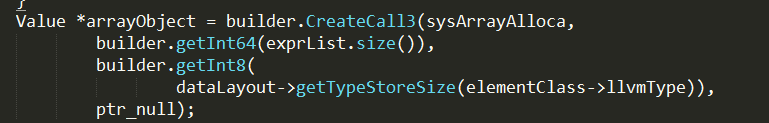 }
Value *arrayObject = builder.CreateCall3(sysArrayAlloca,
        builder.getInt64(exprList.size()),
        builder.getInt8(
                dataLayout->getTypeStoreSize(elementClass->llvmType)),
        ptr_null);